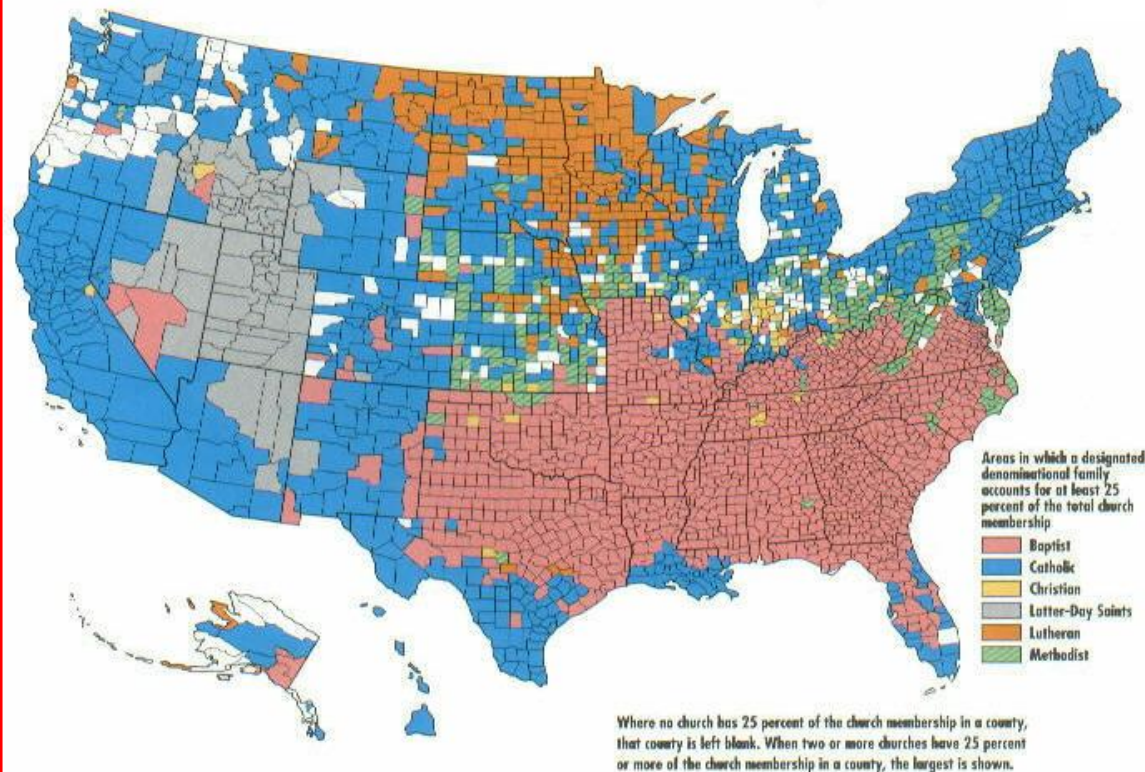 Areas in which a designated
denominational family
accounts for at least 25
percent of the total church
membership
Baptist
Catholic
Christian
Latter-Day Saints
Lutheran
Methodist
Where no church has 25 percent of the church membership in a county,
that county is left blank. When two or more churches have 25 percent
or more of the church membership in a county, the largest is shown.